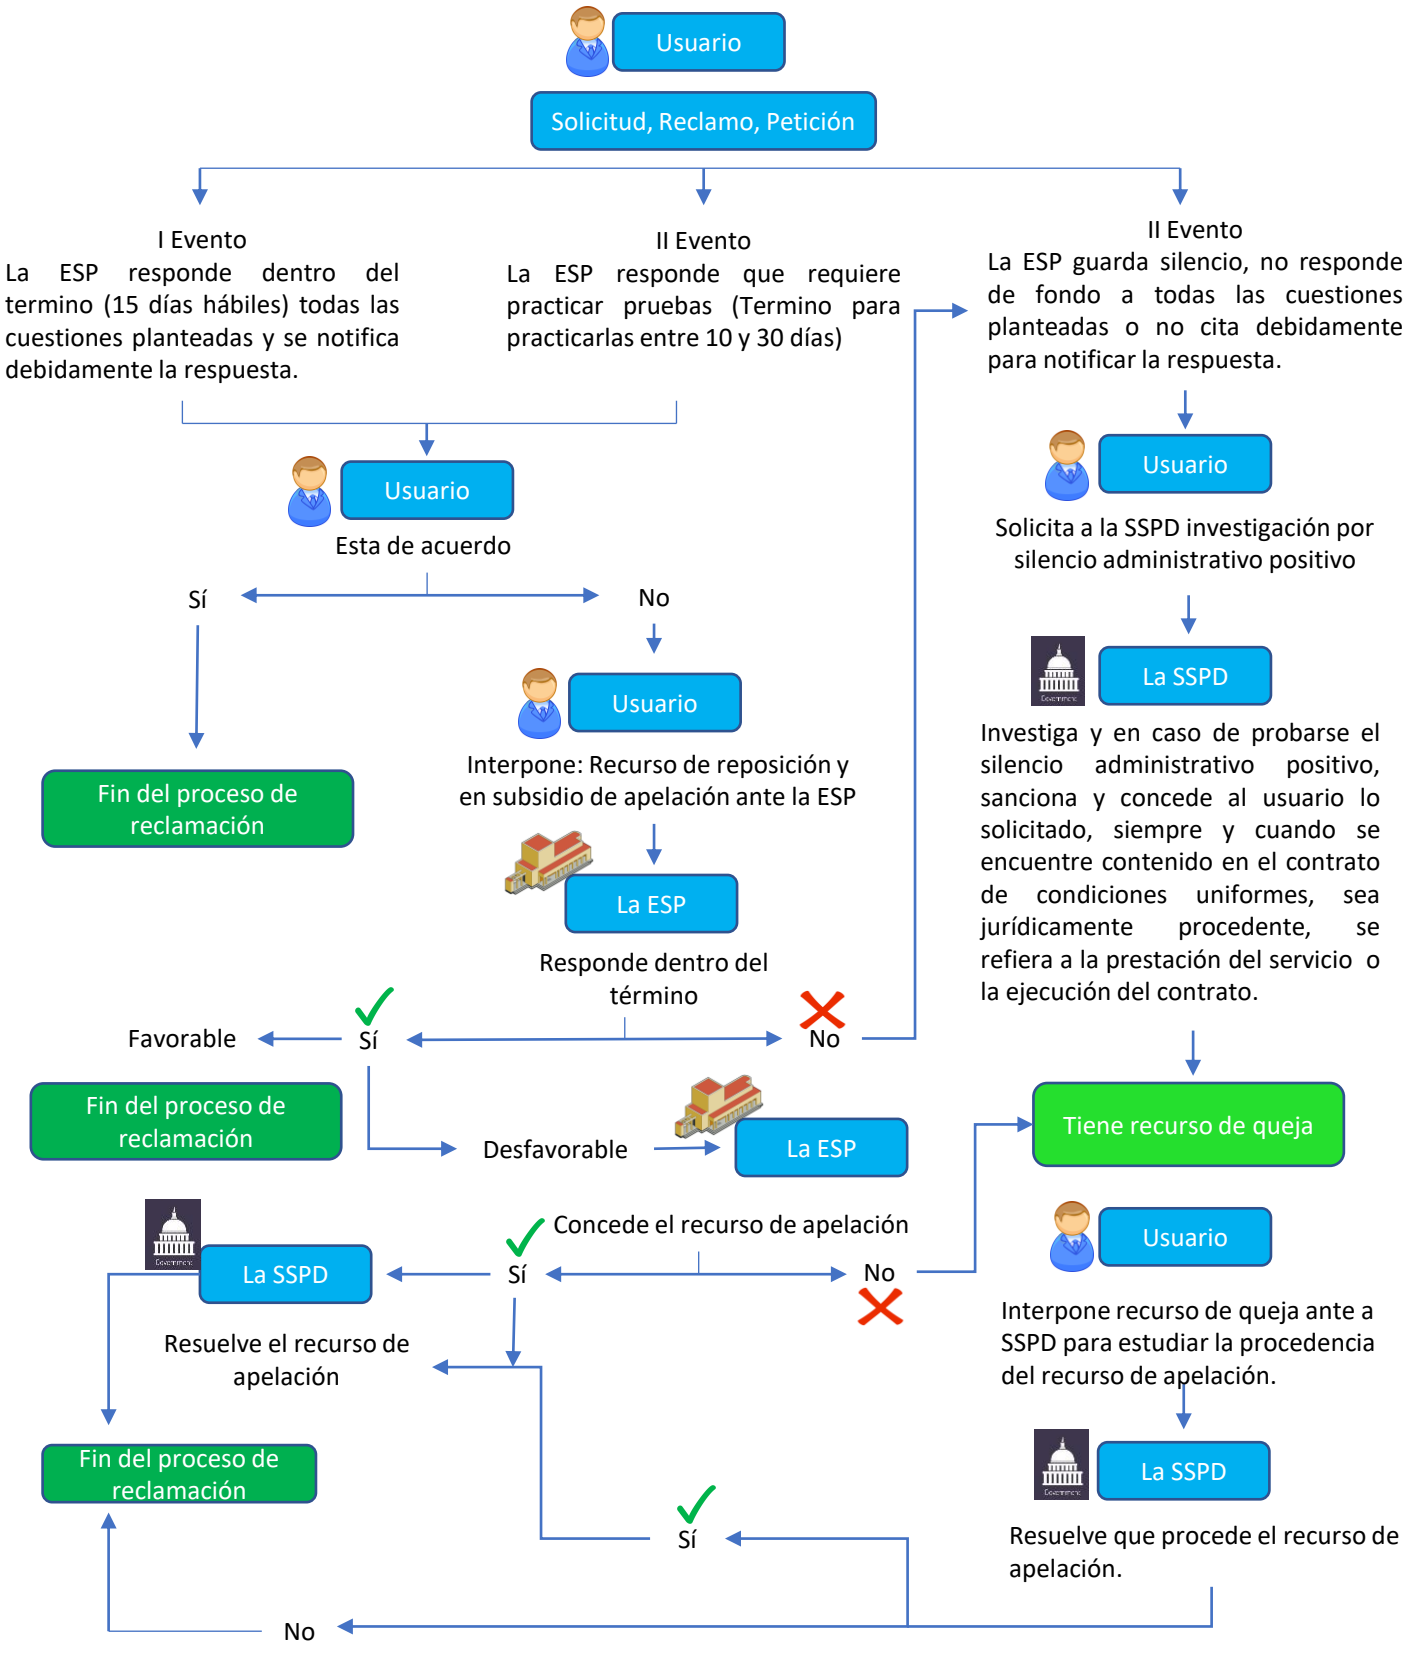 Usuario
Solicitud, Reclamo, Petición
I Evento
La ESP responde dentro del
termino (15 días hábiles) todas las
cuestiones planteadas y se notifica
debidamente la respuesta.
II Evento
La ESP responde que requiere
practicar pruebas (Termino para
practicarlas entre 10 y 30 días)
II Evento
La ESP guarda silencio, no responde
de fondo a todas las cuestiones
planteadas o no cita debidamente
para notificar la respuesta.
Usuario
Esta de acuerdo
Sí
No
Usuario
Solicita a la SSPD investigación por
silencio administrativo positivo
Government
La SSPD
Investiga y en caso de probarse el
silencio administrativo positivo,
sanciona y concede al usuario lo
solicitado, siempre y cuando se
encuentre contenido en el contrato
de condiciones uniformes, sea
jurídicamente procedente, se
refiera a la prestación del servicio o
la ejecución del contrato.
Fin del proceso de
reclamación
Usuario
Interpone: Recurso de reposición y
en subsidio de apelación ante la ESP
La ESP
Responde dentro del
término
Favorable
Sí
No
Fin del proceso de
reclamación
Desfavorable
La ESP
Tiene recurso de queja
Concede el recurso de apelación
Government
La SSPD
Sí
No
Usuario
Resuelve el recurso de
apelación
Interpone recurso de queja ante a
SSPD para estudiar la procedencia
del recurso de apelación.
Fin del proceso de
reclamación
Government
La SSPD
Sí
Resuelve que procede el recurso de
apelación.
No